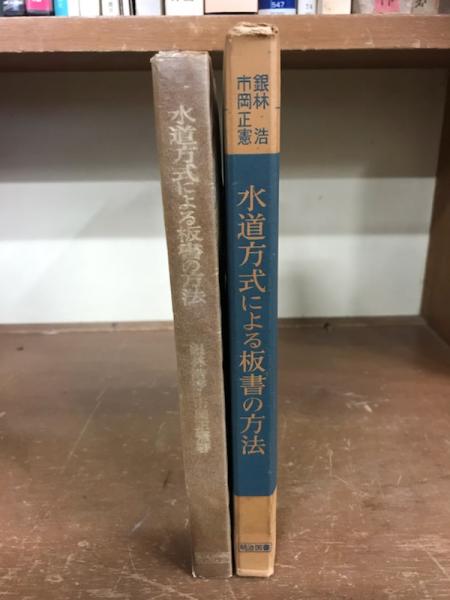 水道方式による板書の方法
銀林 浩
市岡正憲
水道方式による板書の方法
明治図書
547